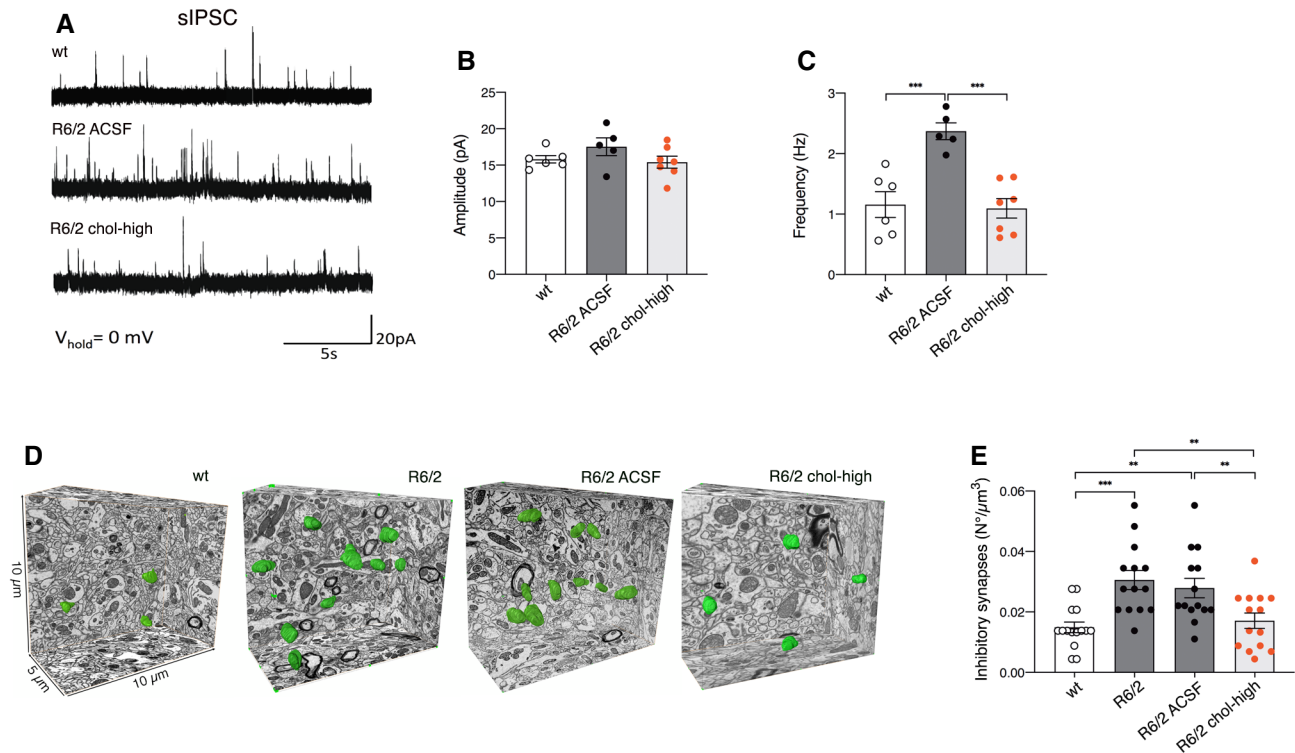 A
sIPSC
wt
R6/2 ACSF
R6/2 chol-high
Vhold= 0 mV
20pA
5s
B
Amplitude (pA)
25
20
15
10
5
0
wt
R6/2 ACSF
R6/2 chol-high
C
*** ***
Frequency (Hz)
3
2
1
0
wt
R6/2 ACSF
R6/2 chol-high
D
wt
R6/2
R6/2 ACSF
R6/2 chol-high
10 µm
5 µm
10 µm
E
**
** **
***
Inhibitory synapses (N°/µm³)
0.06
0.04
0.02
0.00
wt
R6/2
R6/2 ACSF
R6/2 chol-high